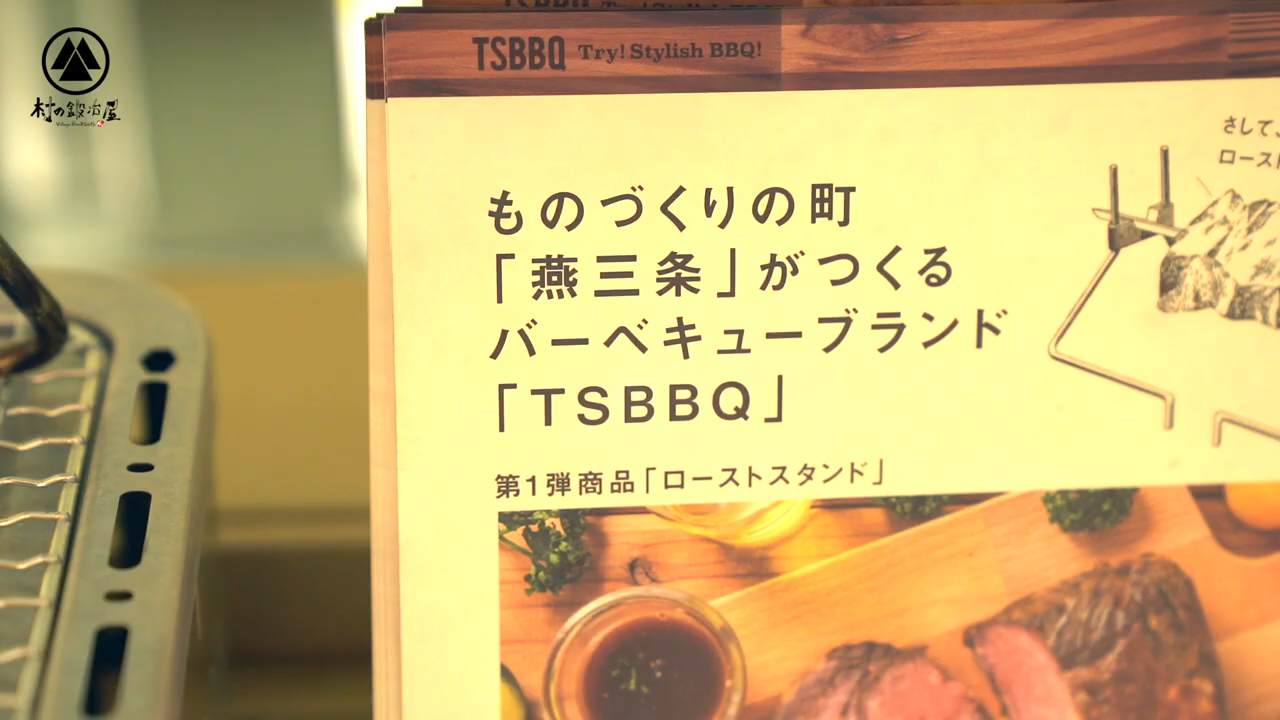 村の鍛冶屋
TSBBQ Try! Stylish BBQ!
さして、
ロースト
ものづくりの町
「燕三条」がつくる
バーベキューブランド
「TSBBQ」
第1弾商品「ローストスタンド」